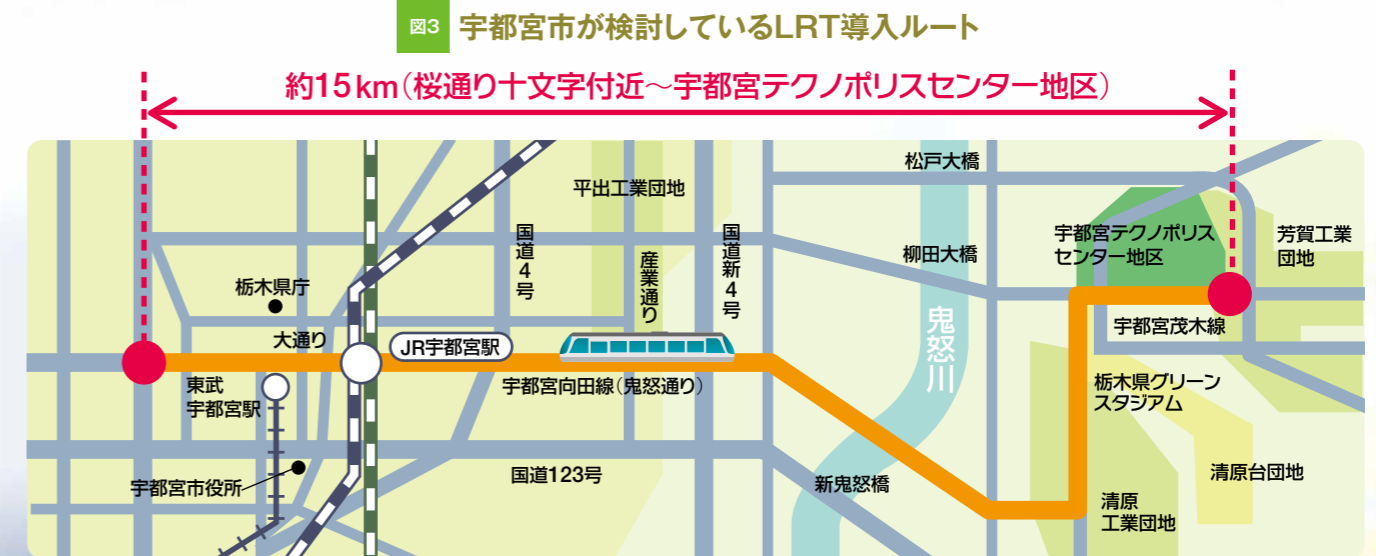 図3 宇都宮市が検討しているLRT導入ルート
約15km(桜通り十文字付近～宇都宮テクノポリスセンター地区)
松戸大橋
平出工業団地
国道4号
産業通り
国道新4号
柳田大橋
宇都宮テクノポリス
センター地区
芳賀工業
団地
栃木県庁
大通り
JR宇都宮駅
鬼怒川
宇都宮茂木線
東武
宇都宮駅
宇都宮向田線(鬼怒通り)
栃木県グリーン
スタジアム
宇都宮市役所
国道123号
新鬼怒橋
清原台団地
清原
工業団地